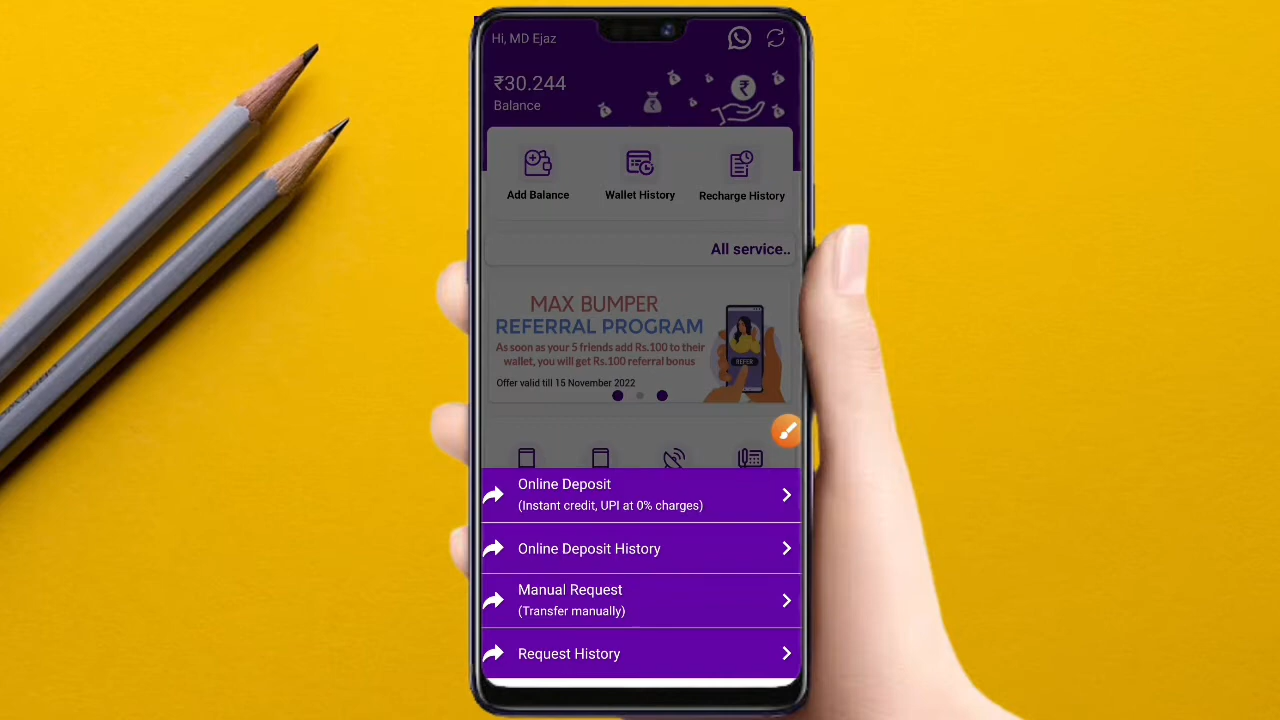 Hi, MD Ejaz
₹30.244
Balance
Add Balance
Wallet History
Recharge History
All service..
MAX BUMPER
REFERRAL PROGRAM
As soon as your 5 friends add Rs.100 to their
wallet, you will get Rs.100 referral bonus
REFER
Offer valid till 15 November 2022
Online Deposit
(Instant credit, UPI at 0% charges)
Online Deposit History
Manual Request
(Transfer manually)
Request History